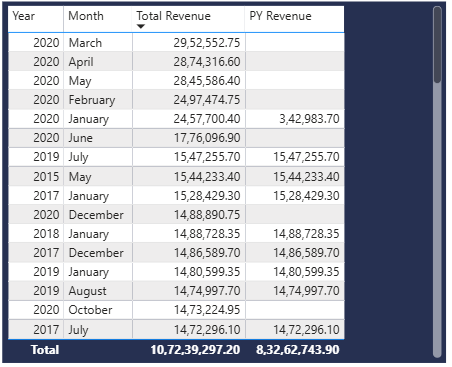 Year Month Total Revenue PY Revenue
2020 March 29,52,552.75
2020 April 28,74,316.60
2020 May 28,45,586.40
2020 February 24,97,474.75
2020 January 24,57,700.40 3,42,983.70
2020 June 17,76,096.90
2019 July 15,47,255.70 15,47,255.70
2015 May 15,44,233.40 15,44,233.40
2017 January 15,28,429.30 15,28,429.30
2020 December 14,88,890.75
2018 January 14,88,728.35 14,88,728.35
2017 December 14,86,589.70 14,86,589.70
2019 January 14,80,599.35 14,80,599.35
2019 August 14,74,997.70 14,74,997.70
2020 October 14,73,224.95
2017 July 14,72,296.10 14,72,296.10
Total 10,72,39,297.20 8,32,62,743.90